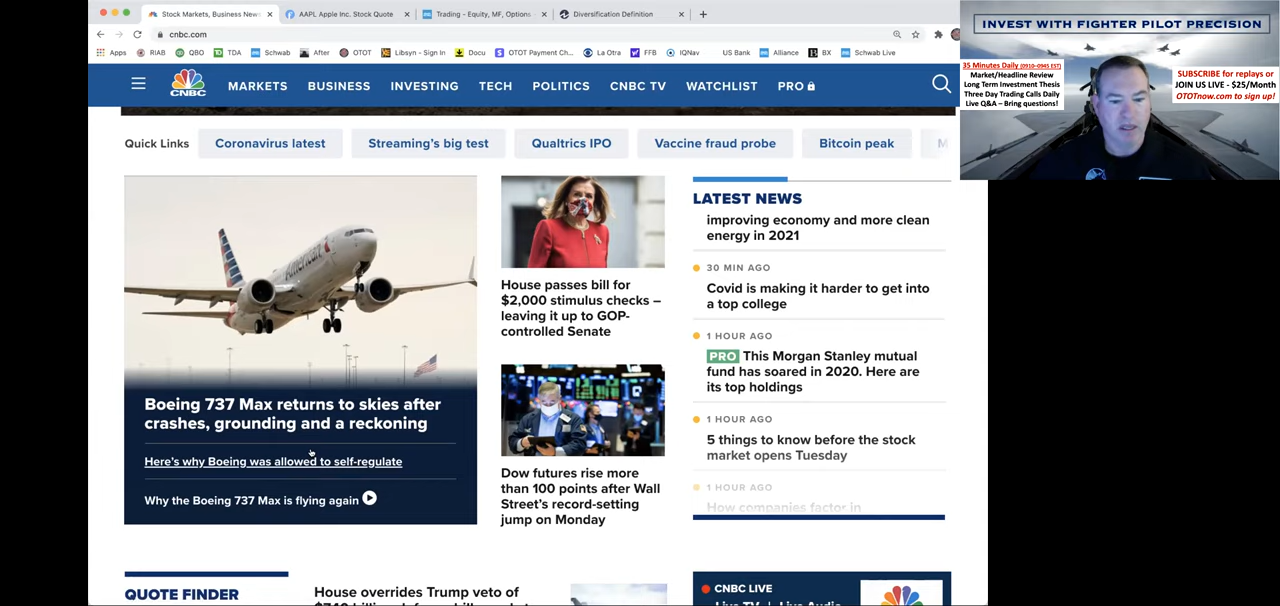 Stock Markets, Business News
AAPL Apple Inc. Stock Quote
Trading - Equity, MF, Options
Diversification Definition
cnbc.com
Apps
RIAB
QBO
TDA
Schwab
After
OTOT
Libsyn - Sign In
Docu
OTOT Payment Ch...
La Otra
FFB
IQNav
US Bank
Alliance
BX
Schwab Live
INVEST WITH FIGHTER PILOT PRECISION
35 Minutes Daily (0910-0945 EST)
Market/Headline Review
Long Term Investment Thesis
Three Day Trading Calls Daily
Live Q&A – Bring questions!
SUBSCRIBE for replays or
JOIN US LIVE - $25/Month
OTOTnow.com to sign up!
CNBC
MARKETS
BUSINESS
INVESTING
TECH
POLITICS
CNBC TV
WATCHLIST
PRO
Quick Links
Coronavirus latest
Streaming's big test
Qualtrics IPO
Vaccine fraud probe
Bitcoin peak
M
American
Boeing 737 Max returns to skies after
crashes, grounding and a reckoning
Here's why Boeing was allowed to self-regulate
Why the Boeing 737 Max is flying again
House passes bill for
$2,000 stimulus checks –
leaving it up to GOP-
controlled Senate
Dow futures rise more
than 100 points after Wall
Street's record-setting
jump on Monday
LATEST NEWS
improving economy and more clean
energy in 2021
30 MIN AGO
Covid is making it harder to get into
a top college
1 HOUR AGO
PRO This Morgan Stanley mutual
fund has soared in 2020. Here are
its top holdings
1 HOUR AGO
5 things to know before the stock
market opens Tuesday
1 HOUR AGO
How companies factor in
QUOTE FINDER
House overrides Trump veto of
CNBC LIVE
Live TV | Live Audio